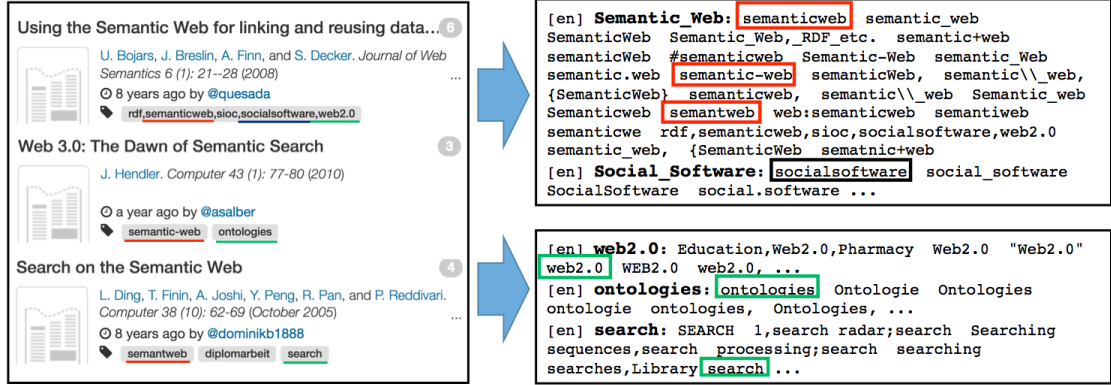 Using the Semantic Web for linking and reusing data... 6
U. Bojars, J. Breslin, A. Finn, and S. Decker. Journal of Web
Semantics 6 (1): 21--28 (2008)
...
8 years ago by @quesada
rdf,semanticweb,sioc,socialsoftware,web2.0
Web 3.0: The Dawn of Semantic Search 3
J. Hendler. Computer 43 (1): 77-80 (2010)
a year ago by @asalber
semantic-web ontologies
Search on the Semantic Web 4
L. Ding, T. Finin, A. Joshi, Y. Peng, R. Pan, and P. Reddivari.
Computer 38 (10): 62-69 (October 2005)
...
8 years ago by @dominikb1888
semantweb diplomarbeit search
[en] Semantic_Web: semanticweb semantic_web
SemanticWeb Semantic_Web,_RDF_etc. semantic+web
semanticWeb #semanticweb Semantic-Web semantic_Web
semantic.web semantic-web semanticWeb, semantic\\_web,
{SemanticWeb} semanticweb, semantic\\_web Semantic_web
Semanticweb semantweb web:semanticweb semantiweb
semanticwe rdf,semanticweb,sioc,socialsoftware,web2.0
semantic_web, {SemanticWeb sematnic+web
[en] Social_Software: socialsoftware social_software
SocialSoftware social.software ...
[en] web2.0: Education,Web2.0,Pharmacy Web2.0 "Web2.0"
web2.0 WEB2.0 web2.0, ...
[en] ontologies: ontologies Ontologie Ontologies
ontologie ontologies, Ontologies, ...
[en] search: SEARCH 1,search radar;search Searching
sequences,search processing;search searching
searches,Library search ...